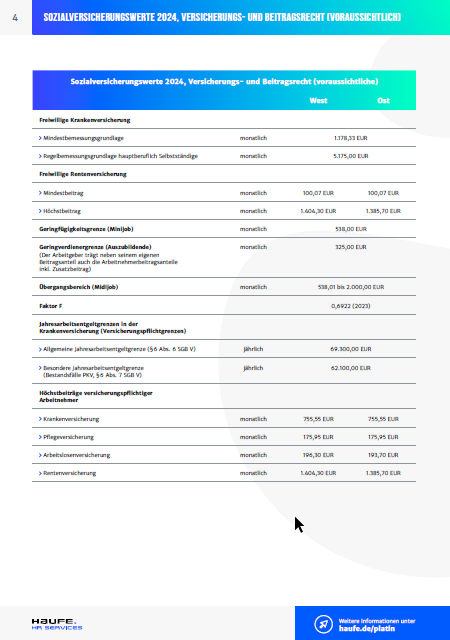 4
SOZIALVERSICHERUNGSWERTE 2024, VERSICHERUNGS- UND BEITRAGSRECHT (VORAUSSICHTLICH)
Sozialversicherungswerte 2024, Versicherungs- und Beitragsrecht (voraussichtliche)
West Ost
Freiwillige Krankenversicherung
Mindestbemessungsgrundlage monatlich 1.178,33 EUR
Regelbemessungsgrundlage hauptberuflich Selbstständige monatlich 5.175,00 EUR
Freiwillige Rentenversicherung
Mindestbeitrag monatlich 100,07 EUR 100,07 EUR
Höchstbeitrag monatlich 1.404,30 EUR 1.385,70 EUR
Geringfügigkeitsgrenze (Minijob) monatlich 538,00 EUR
Geringverdienergrenze (Auszubildende) monatlich 325,00 EUR
(Der Arbeitgeber trägt neben seinem eigenen
Beitragsanteil auch die Arbeitnehmerbeitragsanteile
inkl. Zusatzbeitrag)
Übergangsbereich (Midijob) monatlich 538,01 bis 2.000,00 EUR
Faktor F 0,6922 (2023)
Jahresarbeitsentgeltgrenzen in der
Krankenversicherung (Versicherungspflichtgrenzen)
Allgemeine Jahresarbeitsentgeltgrenze (§ 6 Abs. 6 SGB V) jährlich 69.300,00 EUR
Besondere Jahresarbeitsentgeltgrenze jährlich 62.100,00 EUR
(Bestandsfälle PKV, § 6 Abs. 7 SGB V)
Höchstbeiträge versicherungspflichtiger
Arbeitnehmer
Krankenversicherung monatlich 755,55 EUR 755,55 EUR
Pflegeversicherung monatlich 175,95 EUR 175,95 EUR
Arbeitslosenversicherung monatlich 196,30 EUR 193,70 EUR
Rentenversicherung monatlich 1.404,30 EUR 1.385,70 EUR
HAUFE.
HR SERVICES
Weitere Informationen unter
haufe.de/platin